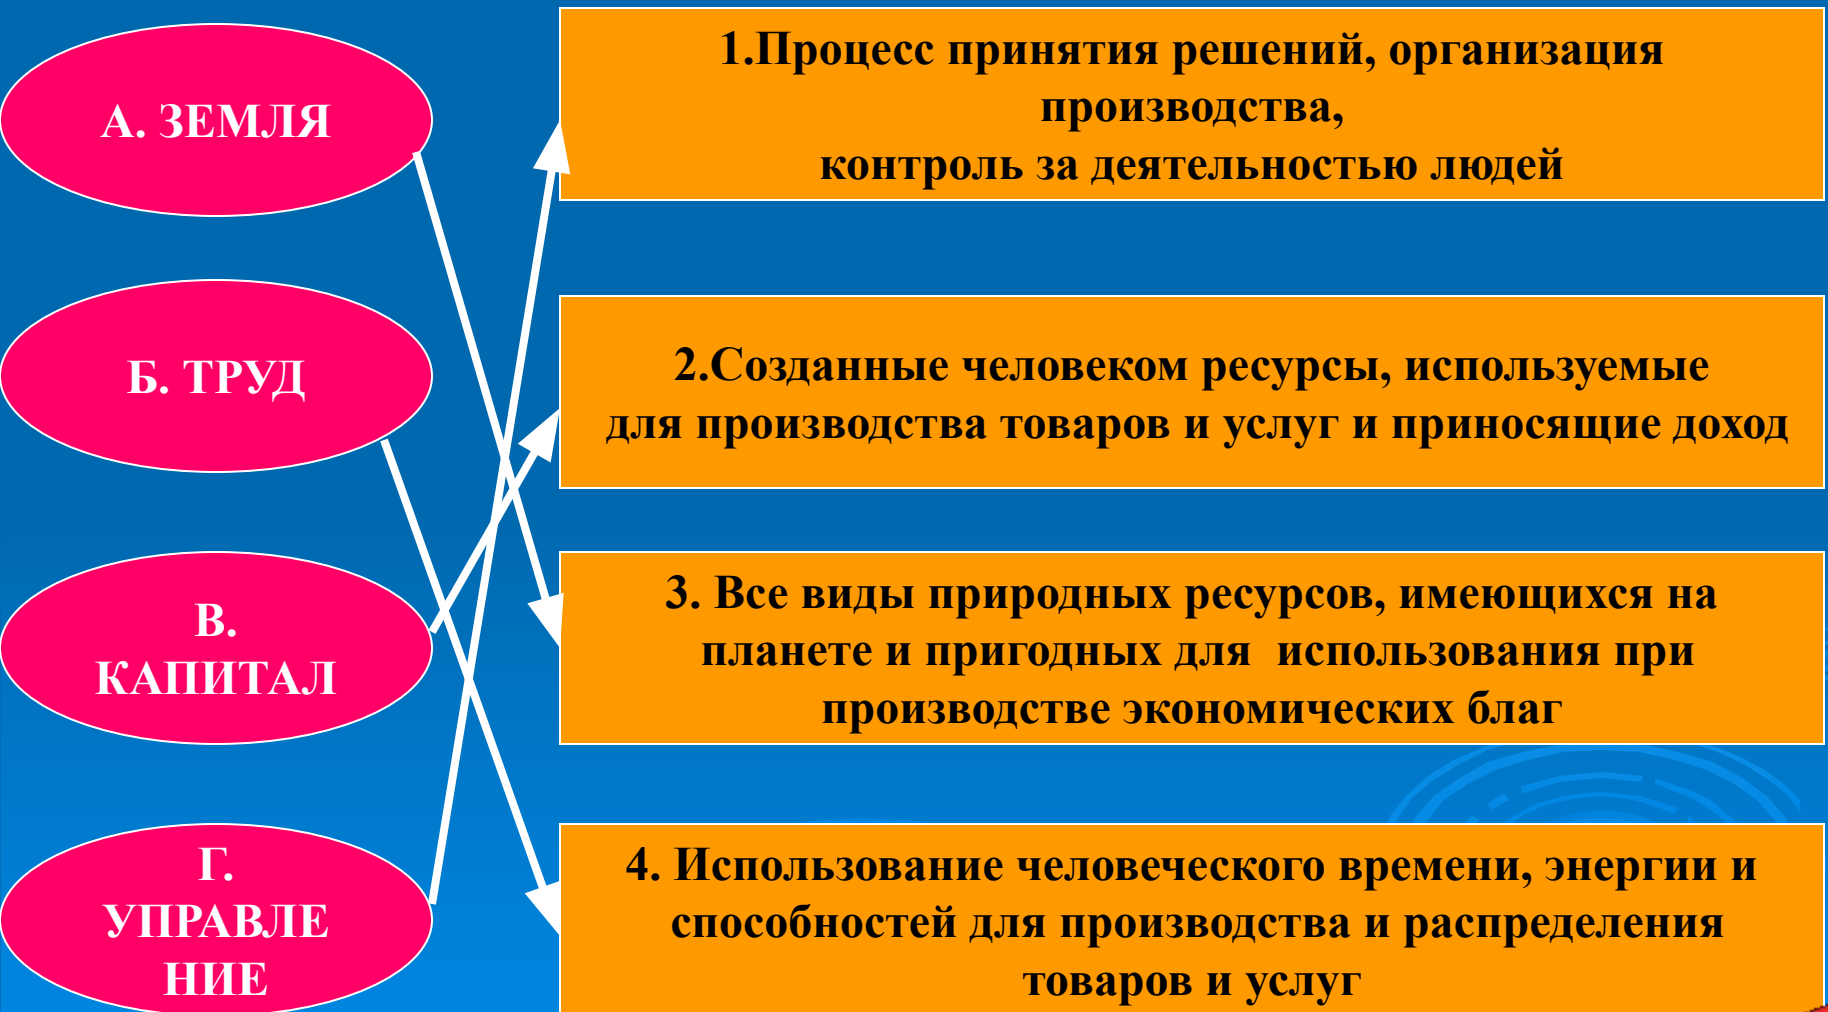 А. ЗЕМЛЯ
1.Процесс принятия решений, организация
производства,
контроль за деятельностью людей
Б. ТРУД
2.Созданные человеком ресурсы, используемые
для производства товаров и услуг и приносящие доход
В.
КАПИТАЛ
3. Все виды природных ресурсов, имеющихся на
планете и пригодных для  использования при
производстве экономических благ
Г.
УПРАВЛЕ
НИЕ
4. Использование человеческого времени, энергии и
способностей для производства и распределения
товаров и услуг